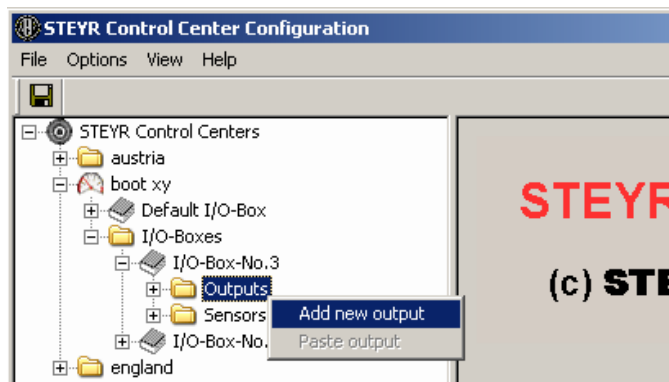 STEYR Control Center Configuration
File Options View Help
STEYR Control Centers
austria
boot xy
Default I/O-Box
I/O-Boxes
I/O-Box-No.3
Outputs
Sensors
I/O-Box-No.
england
Add new output
Paste output
STEYR
(c) STE